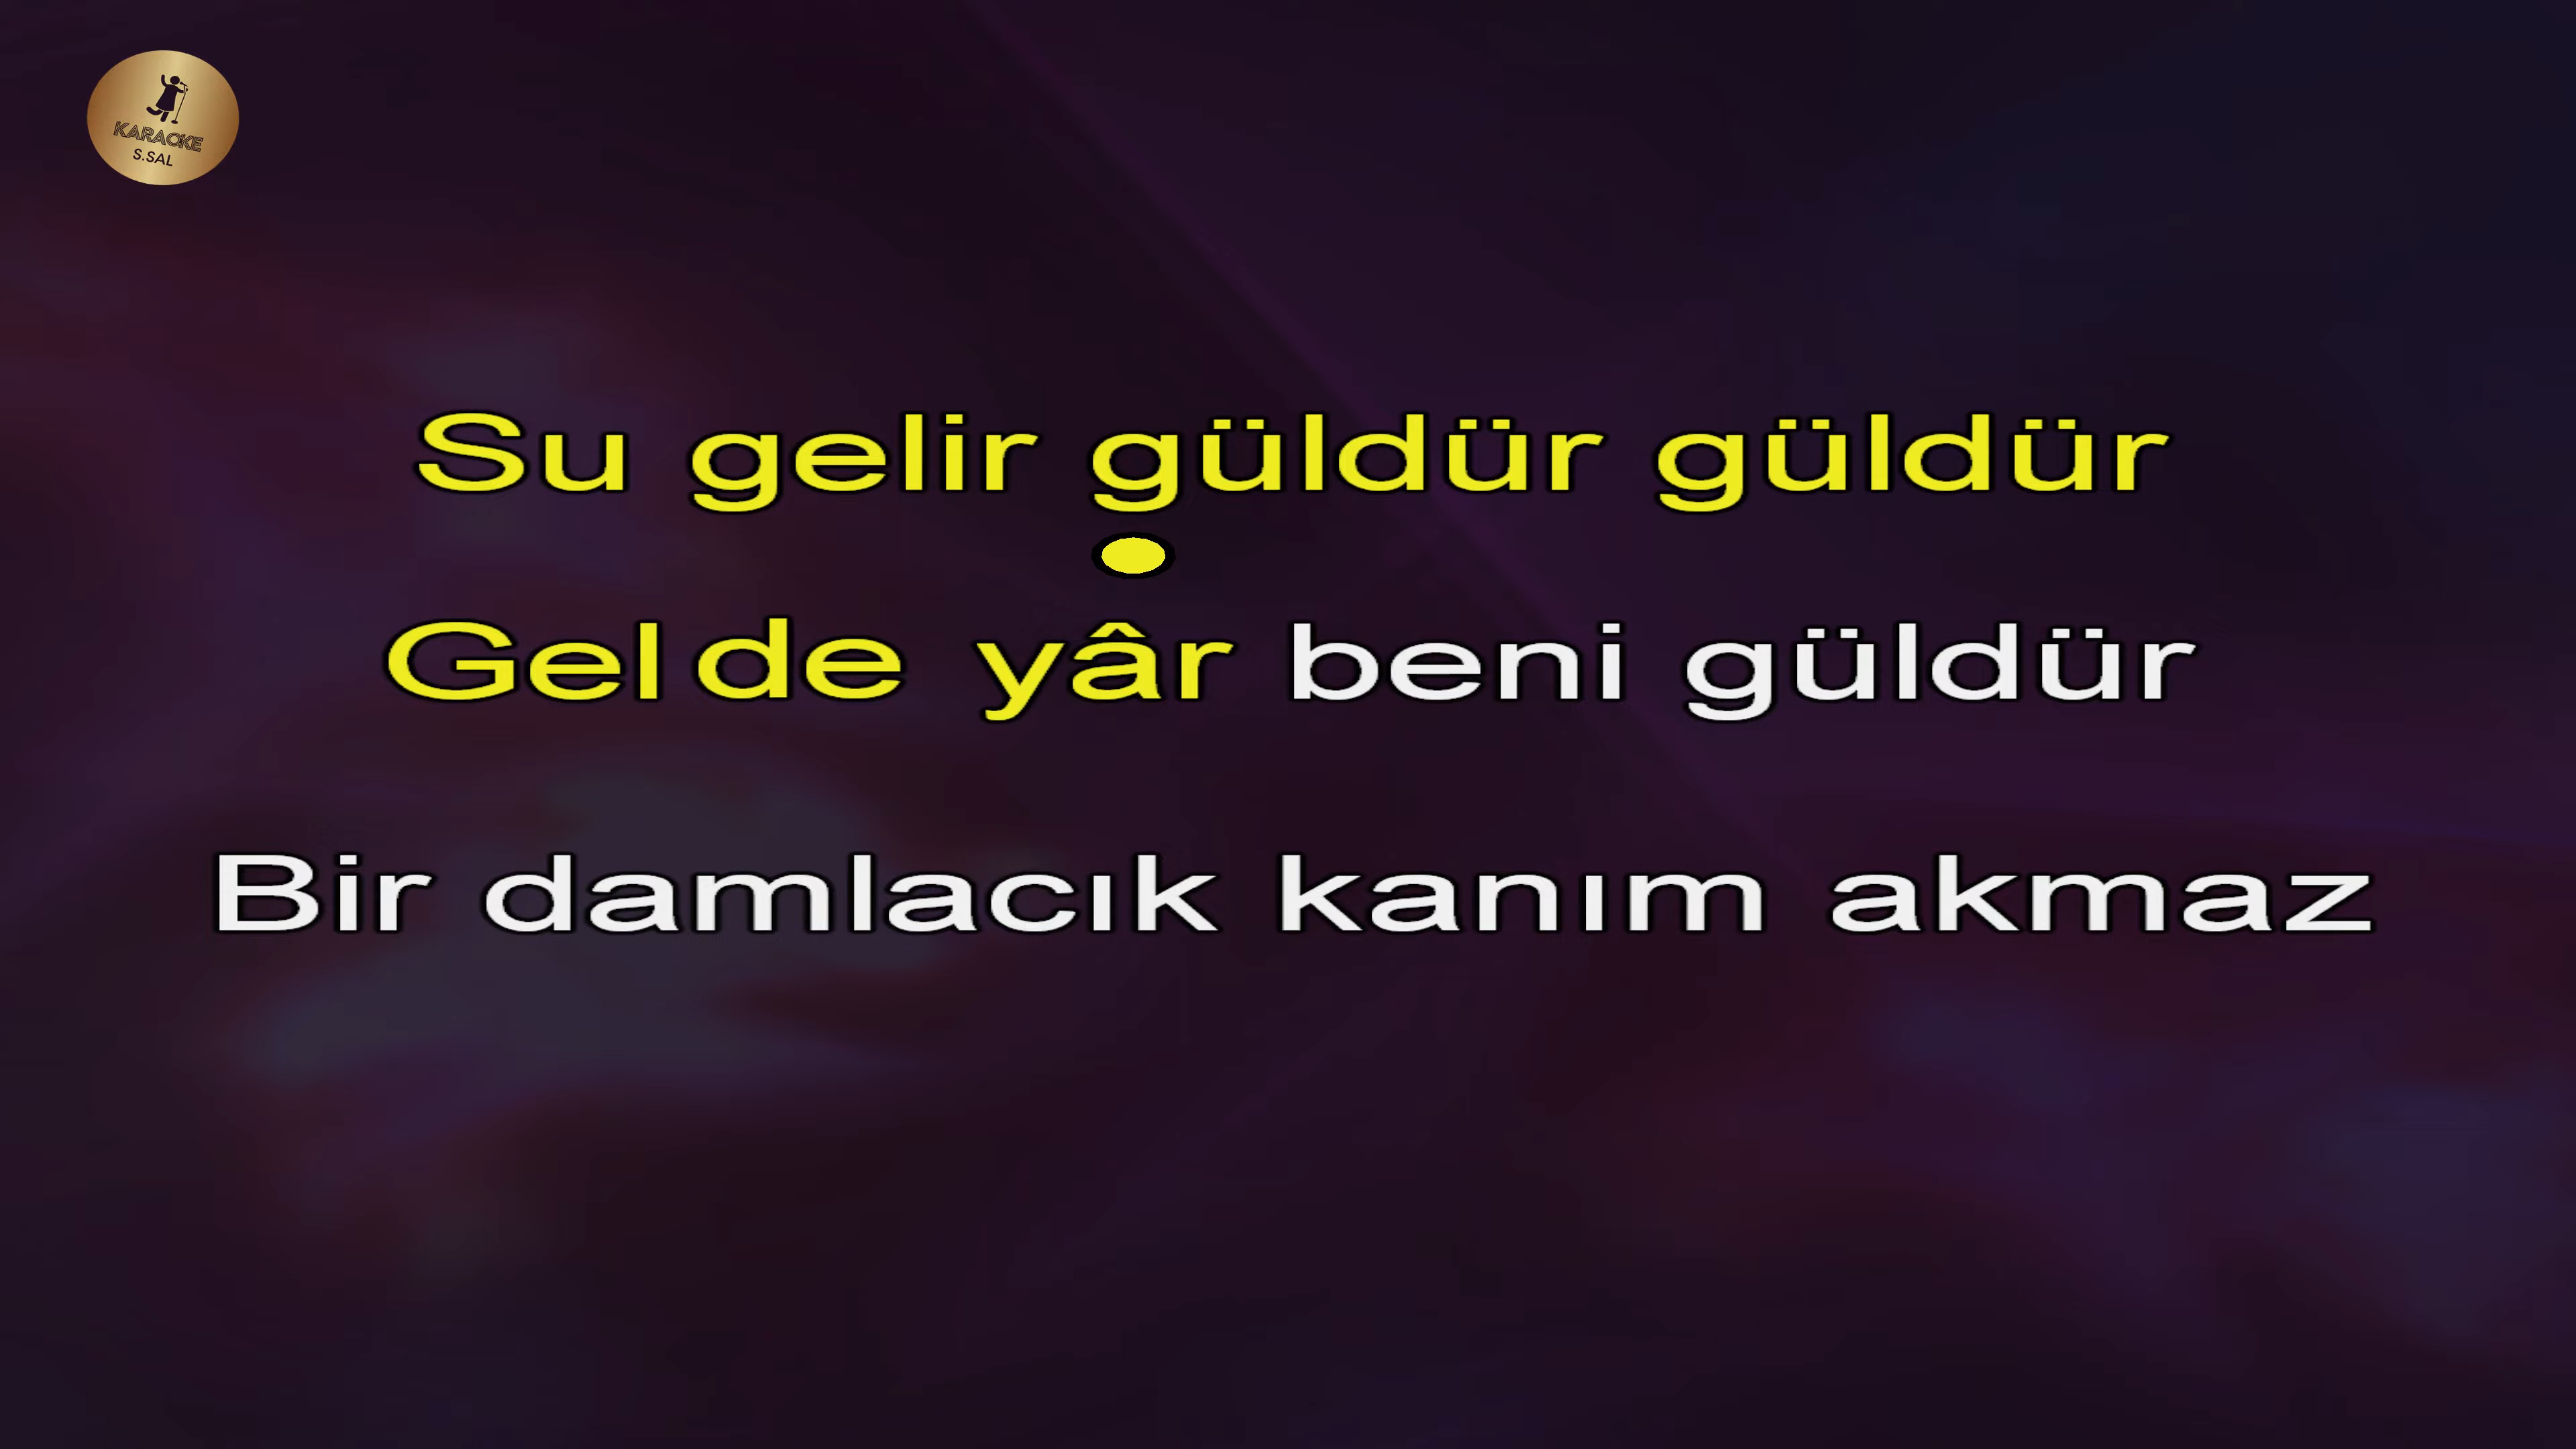 KARAOKE
S.SAL
Su gelir güldür güldür
Gel de yâr beni güldür
Bir damlacık kanım akmaz